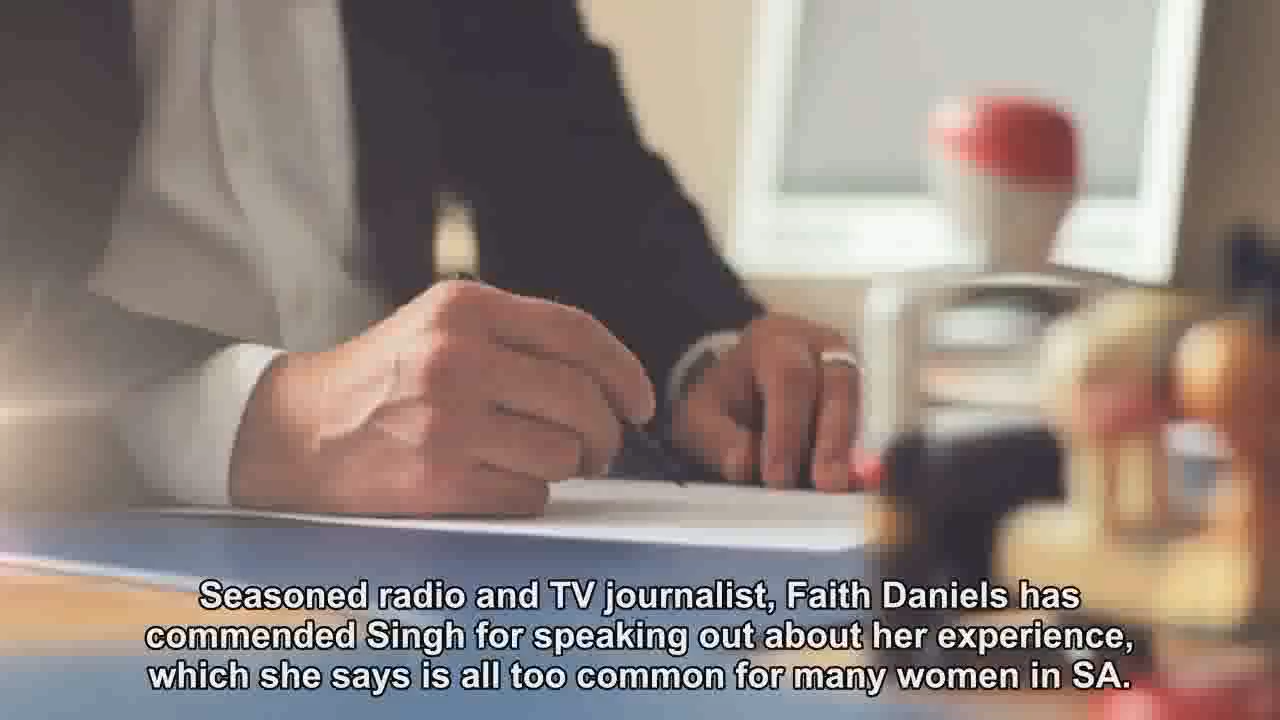 Seasoned radio and TV journalist, Faith Daniels has
commended Singh for speaking out about her experience,
which she says is all too common for many women in SA.